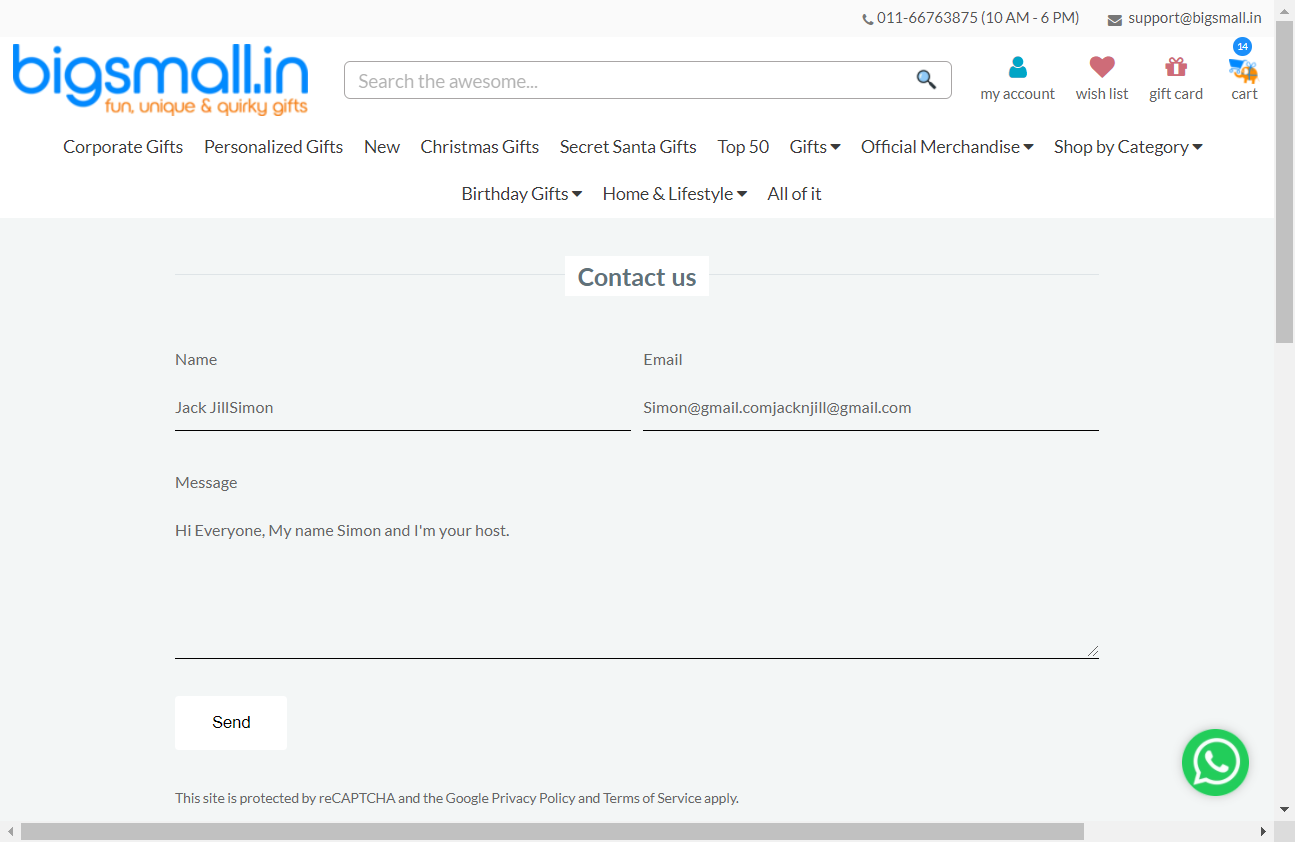 011-66763875 (10 AM - 6 PM) support@bigsmall.in
bigsmall.in
fun, unique & quirky gifts
Search the awesome...
14
my account wish list gift card cart
Corporate Gifts Personalized Gifts New Christmas Gifts Secret Santa Gifts Top 50 Gifts Official Merchandise Shop by Category
Birthday Gifts Home & Lifestyle All of it
Contact us
Name Email
Jack JillSimon Simon@gmail.comjacknjill@gmail.com
Message
Hi Everyone, My name Simon and I'm your host.
Send
This site is protected by reCAPTCHA and the Google Privacy Policy and Terms of Service apply.